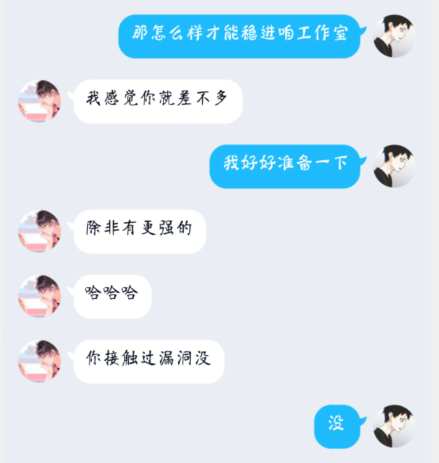 那怎么样才能稳进咱工作室
我感觉你就差不多
我好好准备一下
除非有更强的
哈哈哈
你接触过漏洞没
没